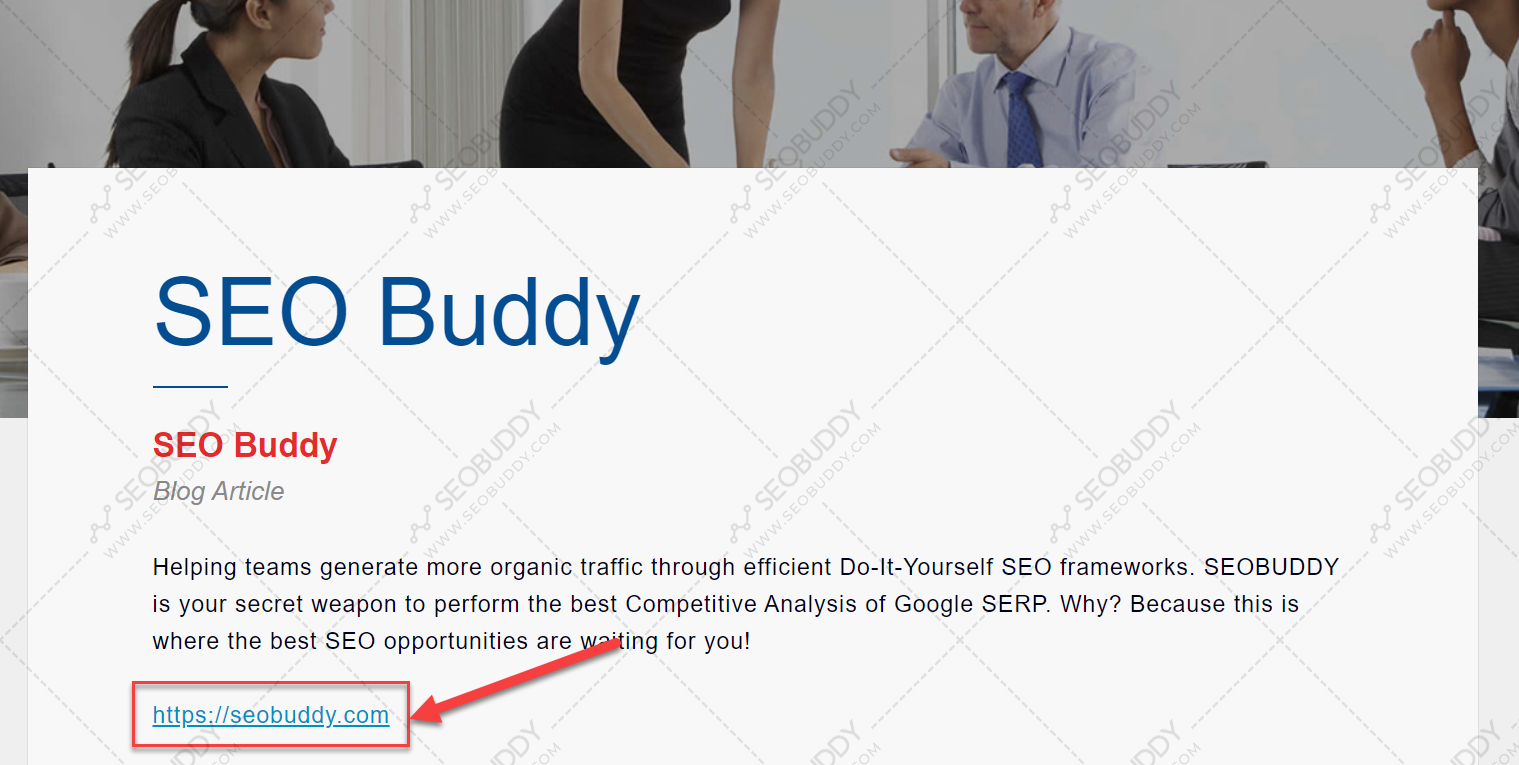 SEO Buddy
SEO Buddy
Blog Article
Helping teams generate more organic traffic through efficient Do-It-Yourself SEO frameworks. SEOBUDDY
is your secret weapon to perform the best Competitive Analysis of Google SERP. Why? Because this is
where the best SEO opportunities are waiting for you!
https://seobuddy.com
SEOBUDDY
WWW.SEOBUDDY.COM